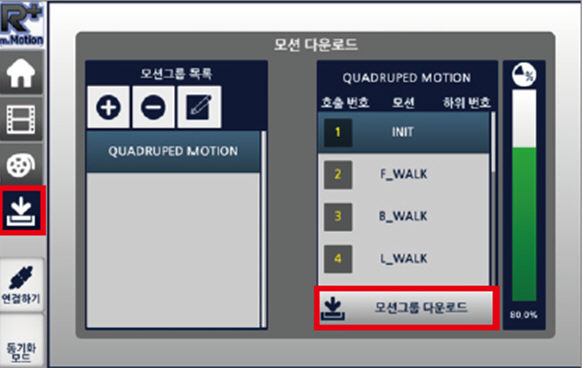 R+
m.Motion
모션 다운로드
모션그룹 목록
QUADRUPED MOTION
QUADRUPED MOTION
호출 번호 모션 하위 번호
1 INIT
2 F_WALK
3 B_WALK
4 L_WALK
모션그룹 다운로드
%
80.0%
연결하기
동기화
모드